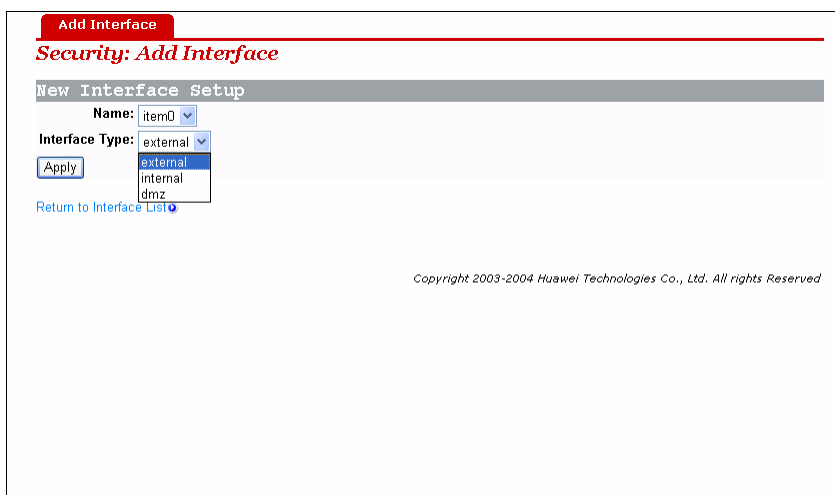 Add Interface
Security: Add Interface
New Interface Setup
Name: item0
Interface Type: external
external
internal
dmz
Apply
Return to Interface List
Copyright 2003-2004 Huawei Technologies Co., Ltd. All rights Reserved